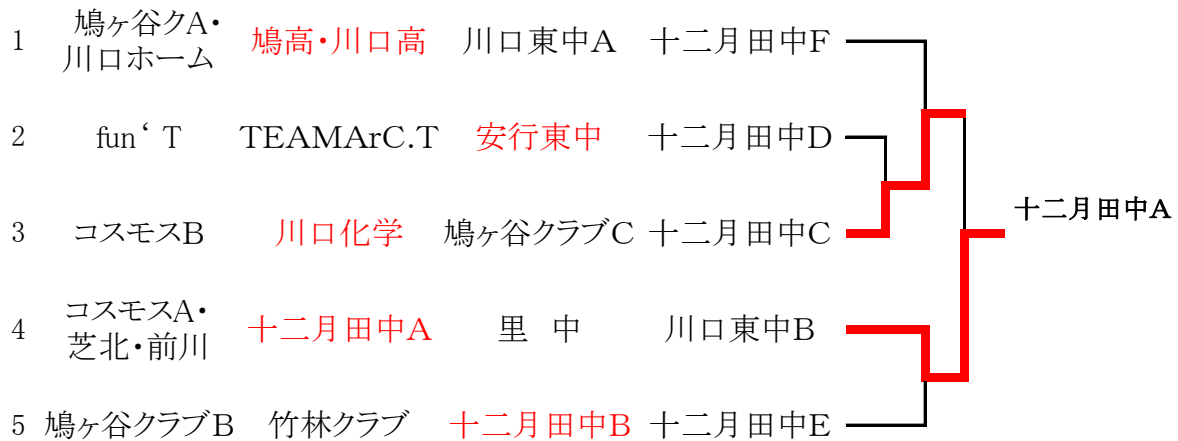 1 鳩ヶ谷クA・川口ホーム 鳩高・川口高 川口東中A 十二月田中F
2 fun‘T TEAMArC.T 安行東中 十二月田中D
3 コスモスB 川口化学 鳩ヶ谷クラブC 十二月田中C
十二月田中A
4 コスモスA・芝北・前川 十二月田中A 里　中 川口東中B
5 鳩ヶ谷クラブB 竹林クラブ 十二月田中B 十二月田中E